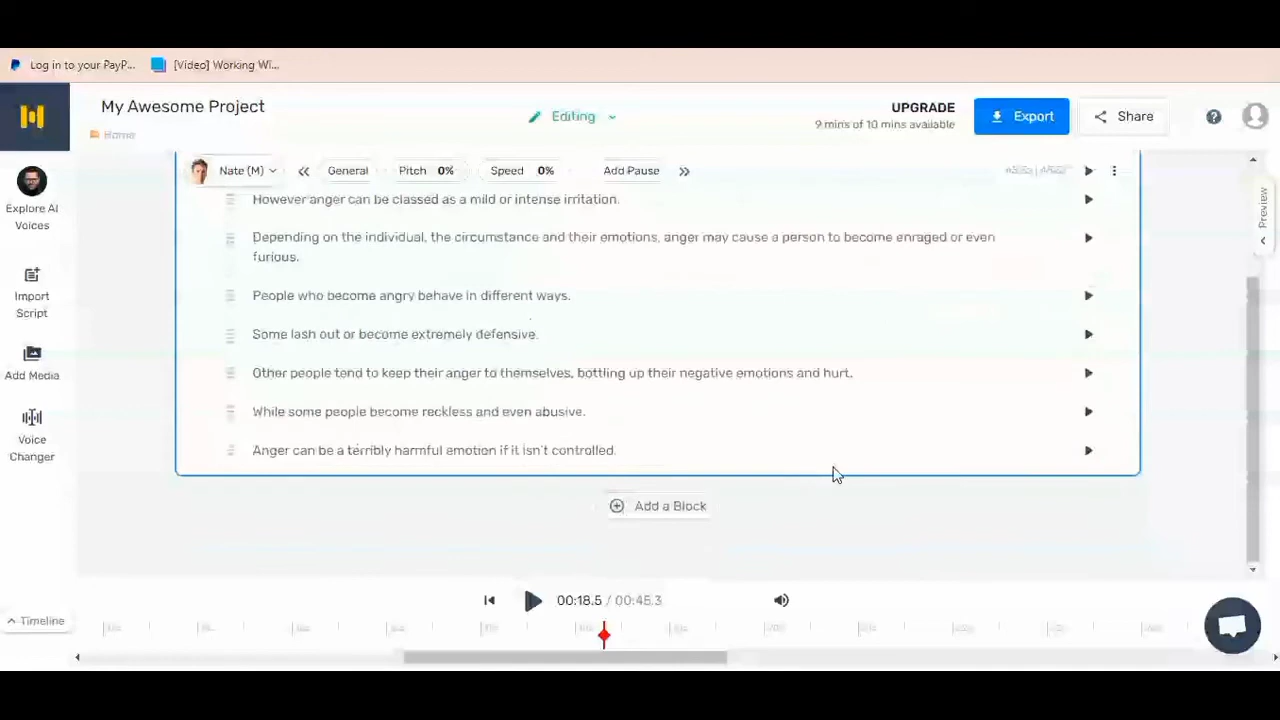 Log in to your PayP... [Video] Working Wi...
My Awesome Project
Home
Editing
UPGRADE
9 mins of 10 mins available
Export
Share
Explore AI
Voices
Import
Script
Add Media
Voice
Changer
Nate (M) General Pitch 0% Speed 0% Add Pause
However anger can be classed as a mild or intense irritation.
Depending on the individual, the circumstance and their emotions, anger may cause a person to become enraged or even
furious.
People who become angry behave in different ways.
Some lash out or become extremely defensive.
Other people tend to keep their anger to themselves, bottling up their negative emotions and hurt.
While some people become reckless and even abusive.
Anger can be a terribly harmful emotion if it isn't controlled.
Add a Block
Preview
00:18.5 / 00:45.3
Timeline